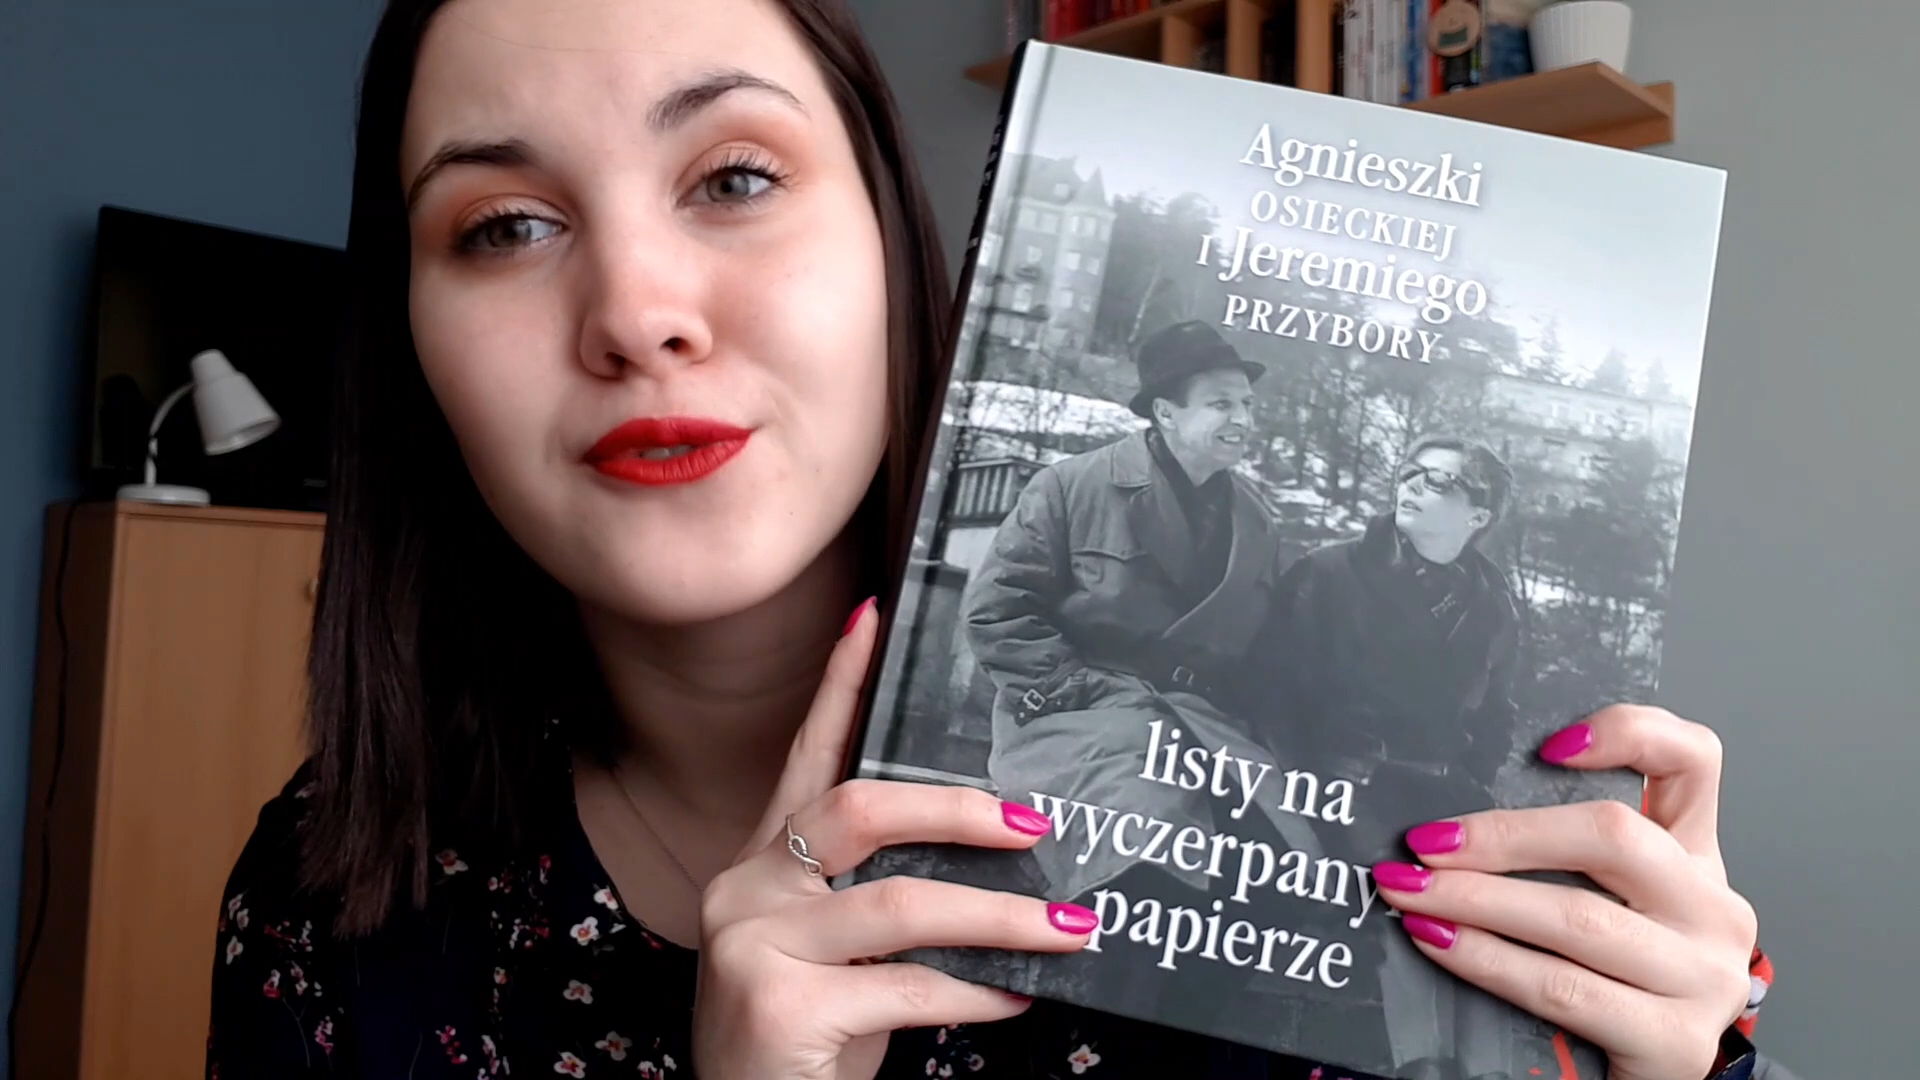 Agnieszki
OSIECKIEJ
I Jeremiego
PRZYBORY
listy na
wyczerpany
papierze